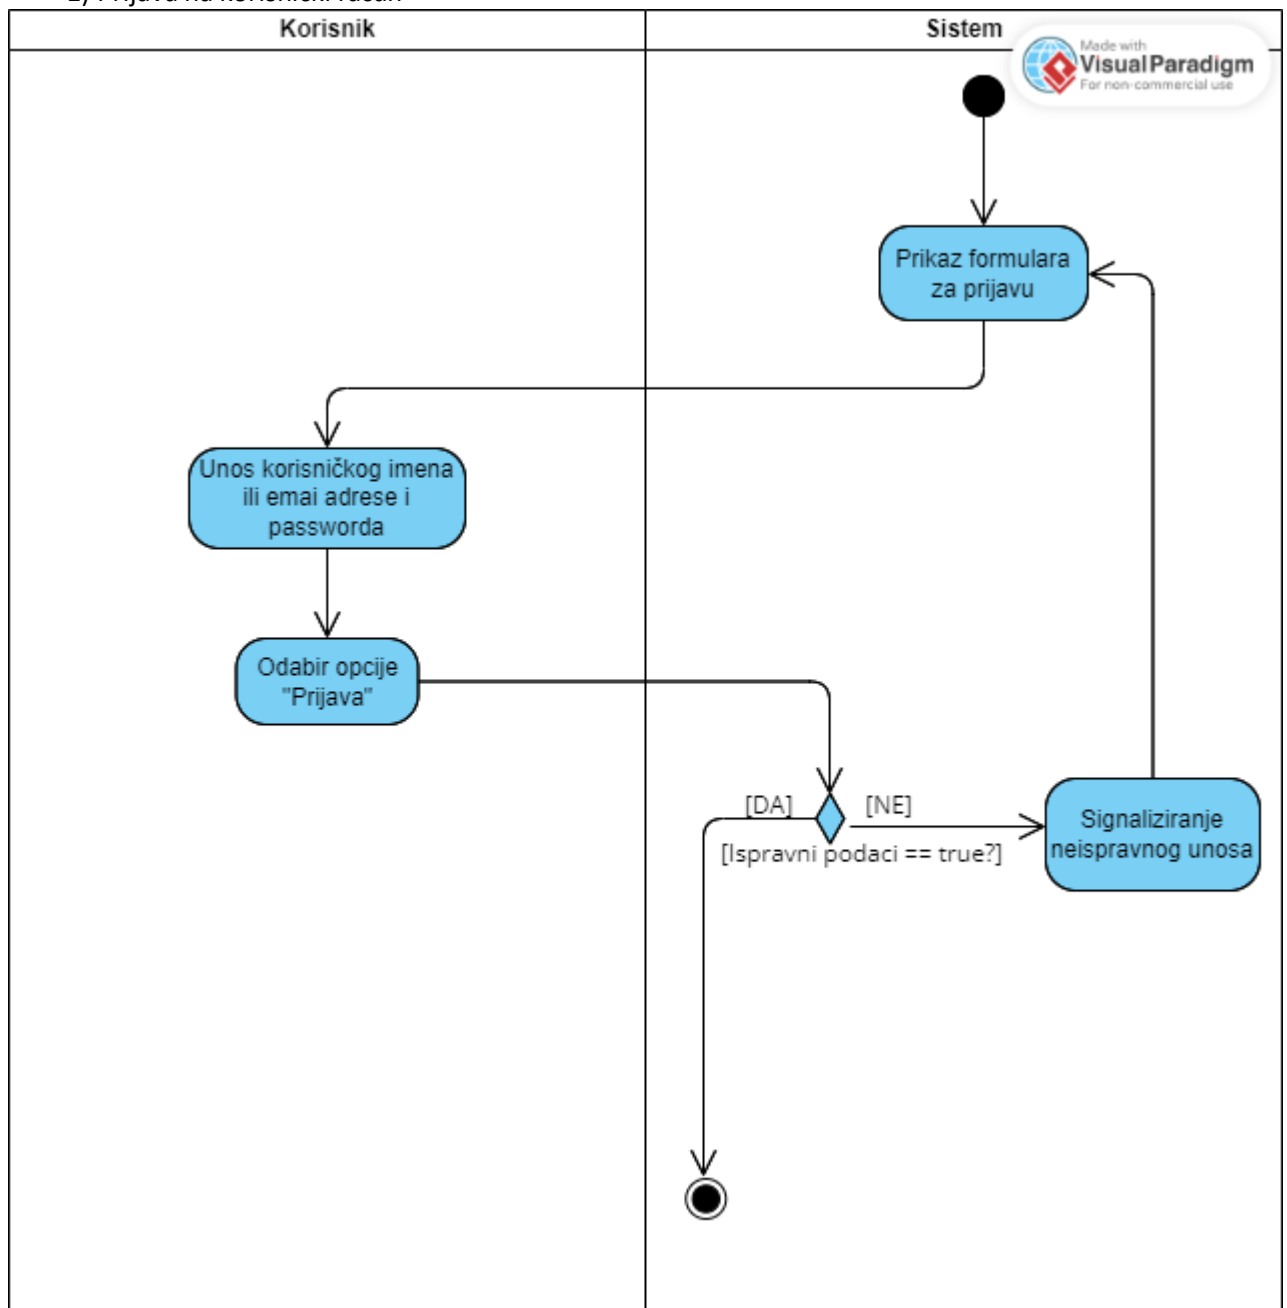 Korisnik
Sistem
Made with
Visual Paradigm
For non-commercial use
Prikaz formulara
za prijavu
Unos korisničkog imena
ili emai adrese i
passworda
Odabir opcije
"Prijava"
[DA]
[NE]
[Ispravni podaci == true?]
Signaliziranje
neispravnog unosa